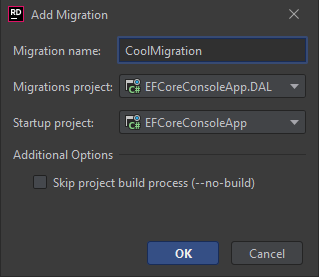 RD
Add Migration
Migration name: CoolMigration
Migrations project: C# EFCoreConsoleApp.DAL
Startup project: C# EFCoreConsoleApp
Additional Options
Skip project build process (--no-build)
OK Cancel